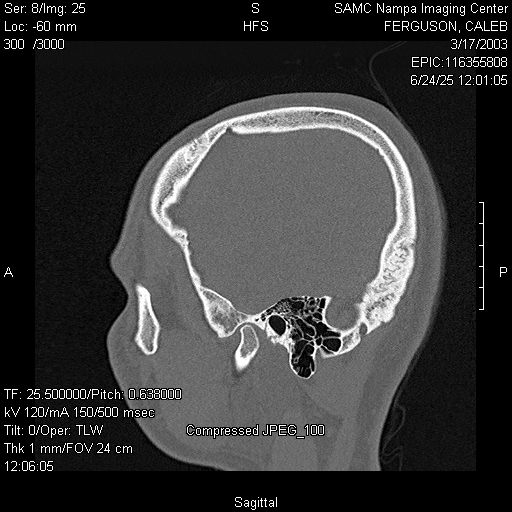 Ser: 8/Img: 25
Loc: -60 mm
300 /3000
S
HFS
SAMC Nampa Imaging Center
FERGUSON, CALEB
3/17/2003
EPIC:116355808
6/24/25 12:01:05
A
P
TF: 25.500000/Pitch: 0.638000
kV 120/mA 150/500 msec
Tilt: 0/Oper: TLW
Thk 1 mm/FOV 24 cm
12:06:05
Compressed JPEG_100
Sagittal